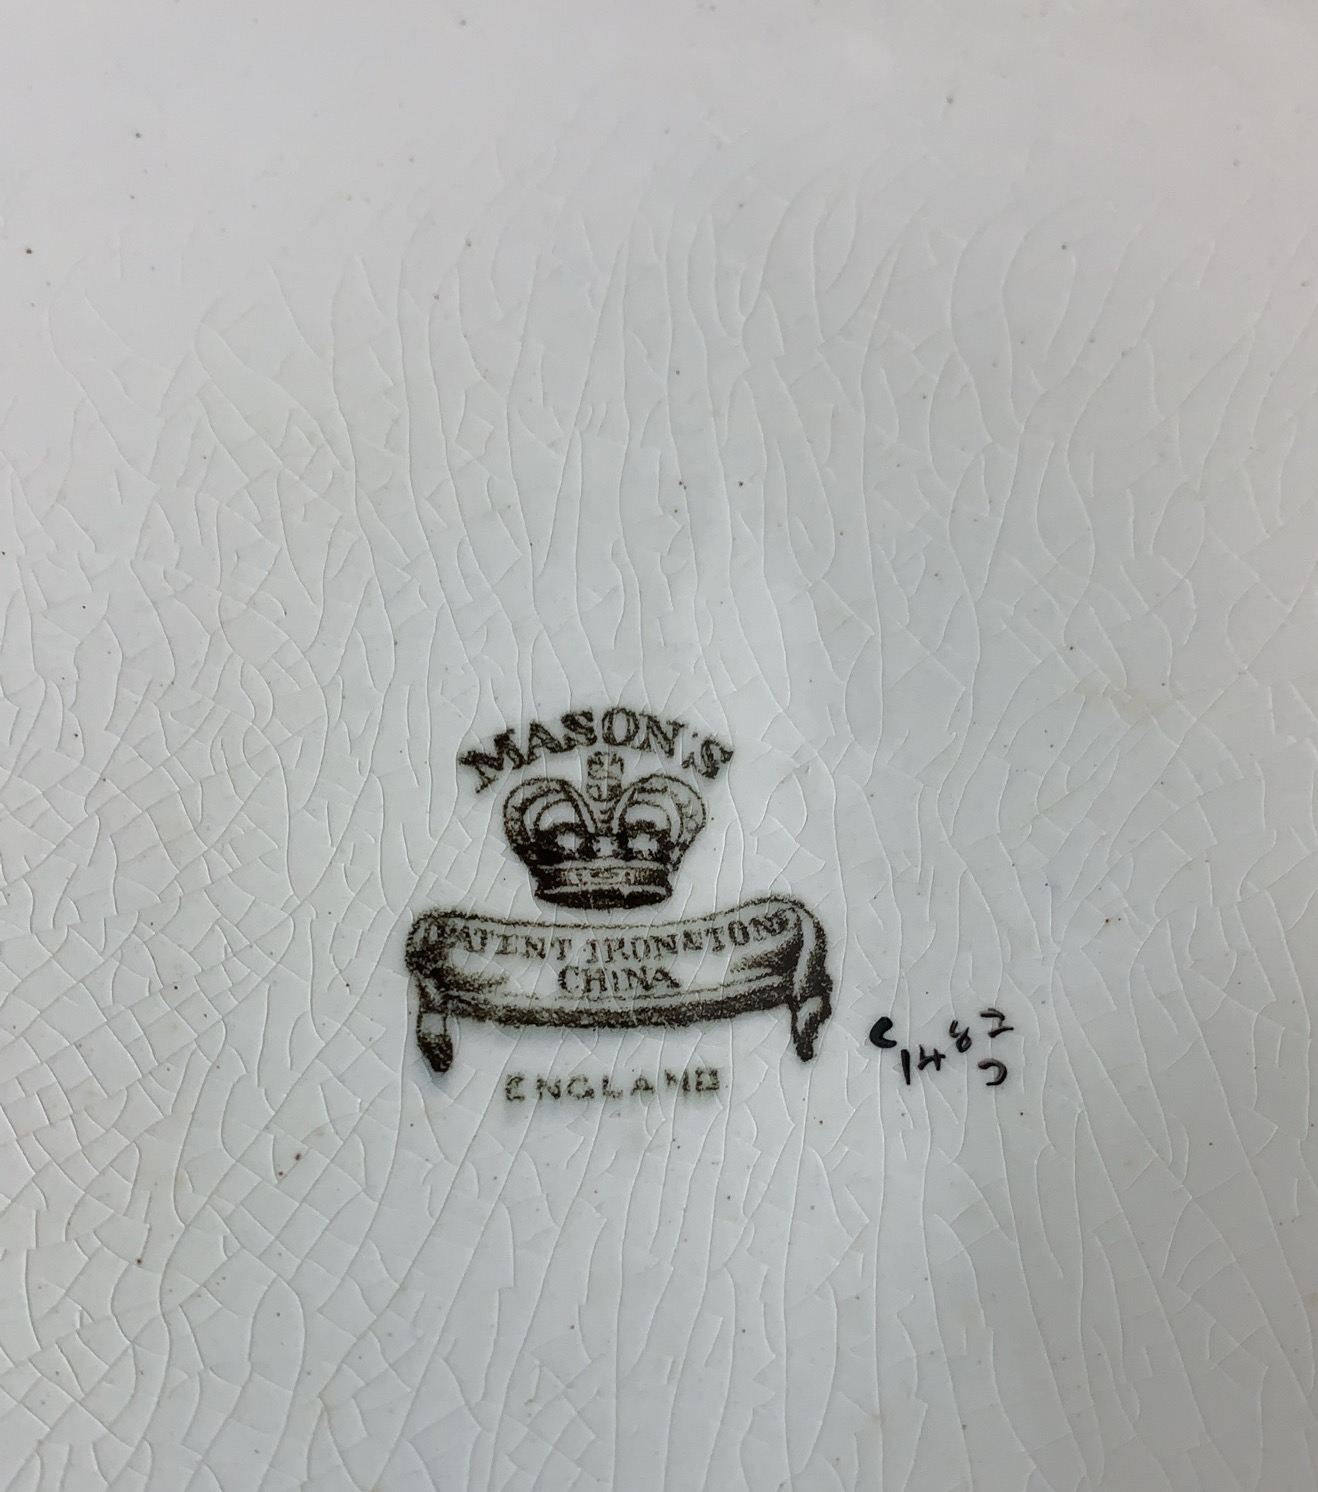 MASON'S
PATENT IRONSTONE
CHINA
ENGLAND